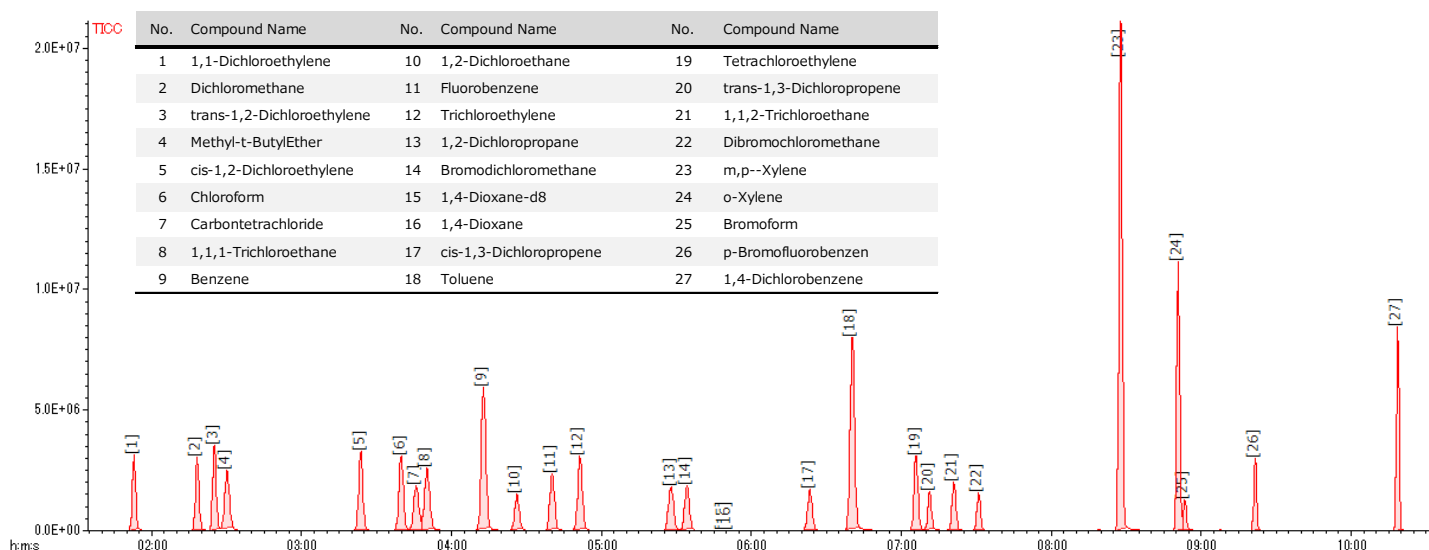 TICC
No. Compound Name No. Compound Name No. Compound Name
1 1,1-Dichloroethylene 10 1,2-Dichloroethane 19 Tetrachloroethylene
2 Dichloromethane 11 Fluorobenzene 20 trans-1,3-Dichloropropene
3 trans-1,2-Dichloroethylene 12 Trichloroethylene 21 1,1,2-Trichloroethane
4 Methyl-t-ButylEther 13 1,2-Dichloropropane 22 Dibromochloromethane
5 cis-1,2-Dichloroethylene 14 Bromodichloromethane 23 m,p--Xylene
6 Chloroform 15 1,4-Dioxane-d8 24 o-Xylene
7 Carbontetrachloride 16 1,4-Dioxane 25 Bromoform
8 1,1,1-Trichloroethane 17 cis-1,3-Dichloropropene 26 p-Bromofluorobenzen
9 Benzene 18 Toluene 27 1,4-Dichlorobenzene
2.0E+07
1.5E+07
1.0E+07
5.0E+06
0.0E+00
[1]
[2]
[3]
[4]
[5]
[6]
[7]
[8]
[9]
[10]
[11]
[12]
[13]
[14]
[16]
[17]
[18]
[19]
[20]
[21]
[22]
[23]
[24]
[25]
[26]
[27]
h:m:s 02:00 03:00 04:00 05:00 06:00 07:00 08:00 09:00 10:00